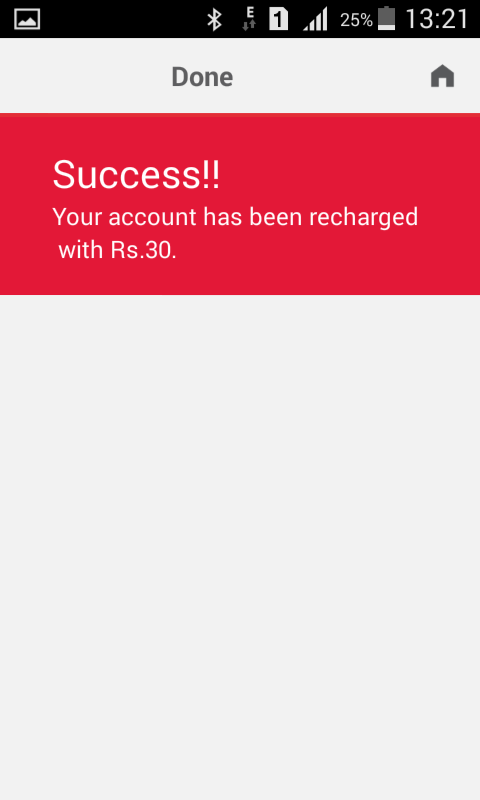 E 1 25% 13:21
Done
Success!!
Your account has been recharged
with Rs.30.